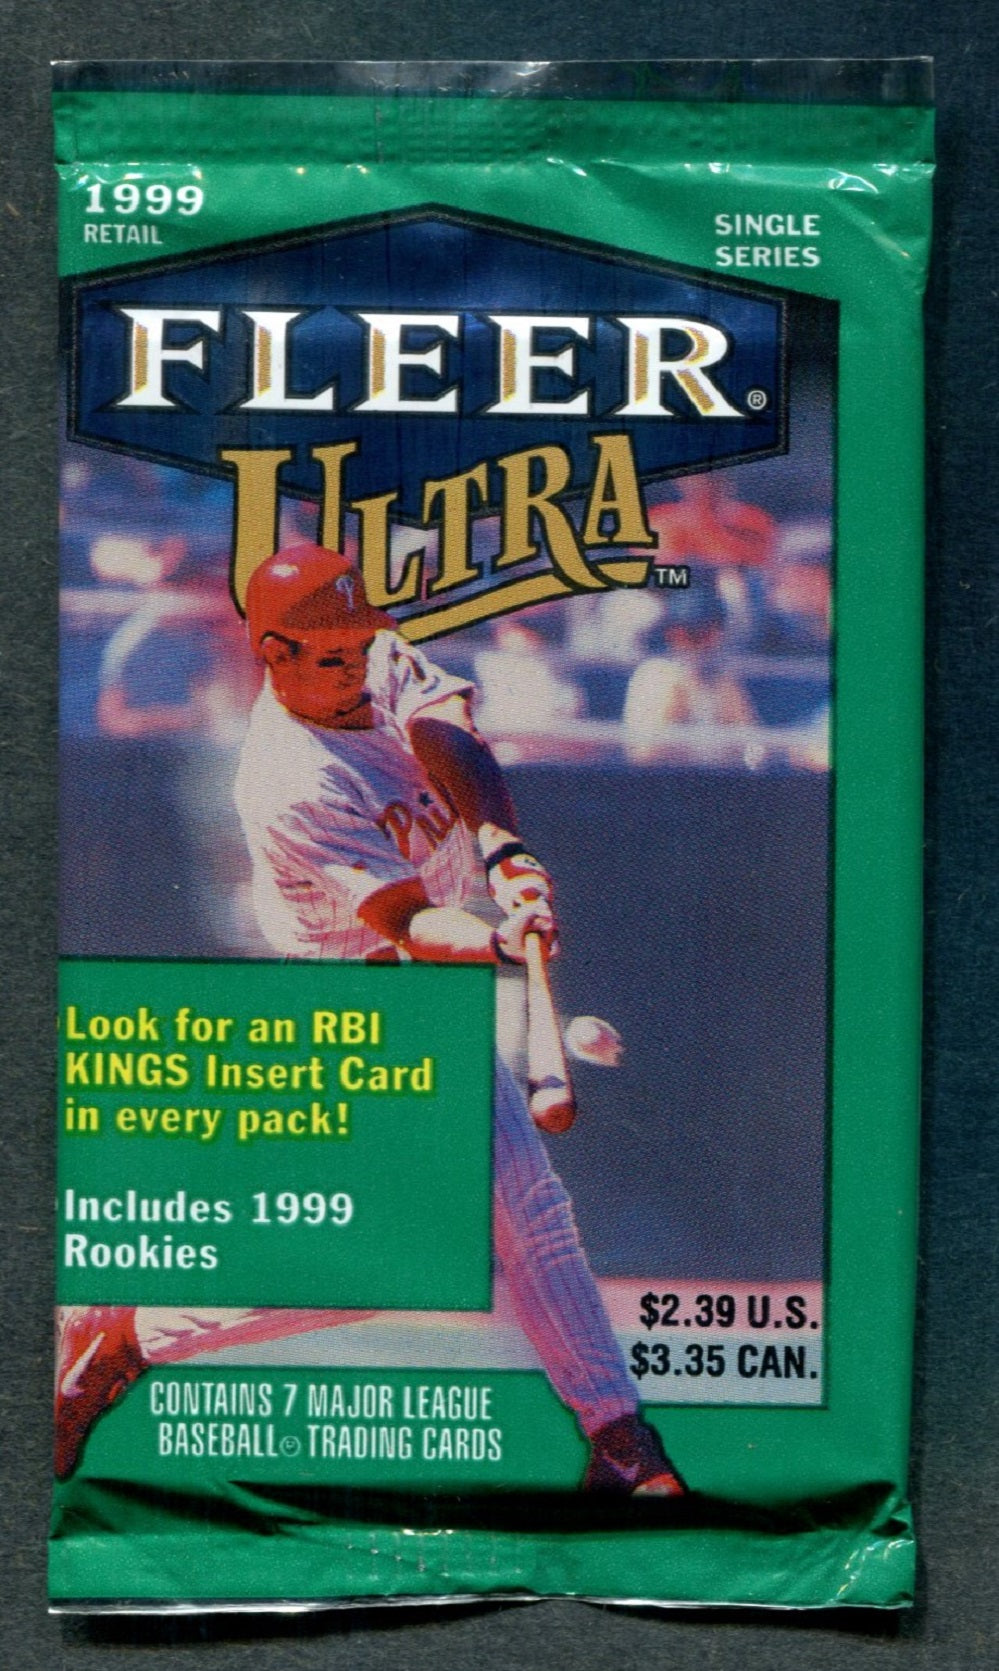 1999
RETAIL
SINGLE
SERIES
FLEER®
ULTRA™
P
Phil
Look for an RBI
KINGS Insert Card
in every pack!
Includes 1999
Rookies
$2.39 U.S.
$3.35 CAN.
CONTAINS 7 MAJOR LEAGUE
BASEBALL® TRADING CARDS